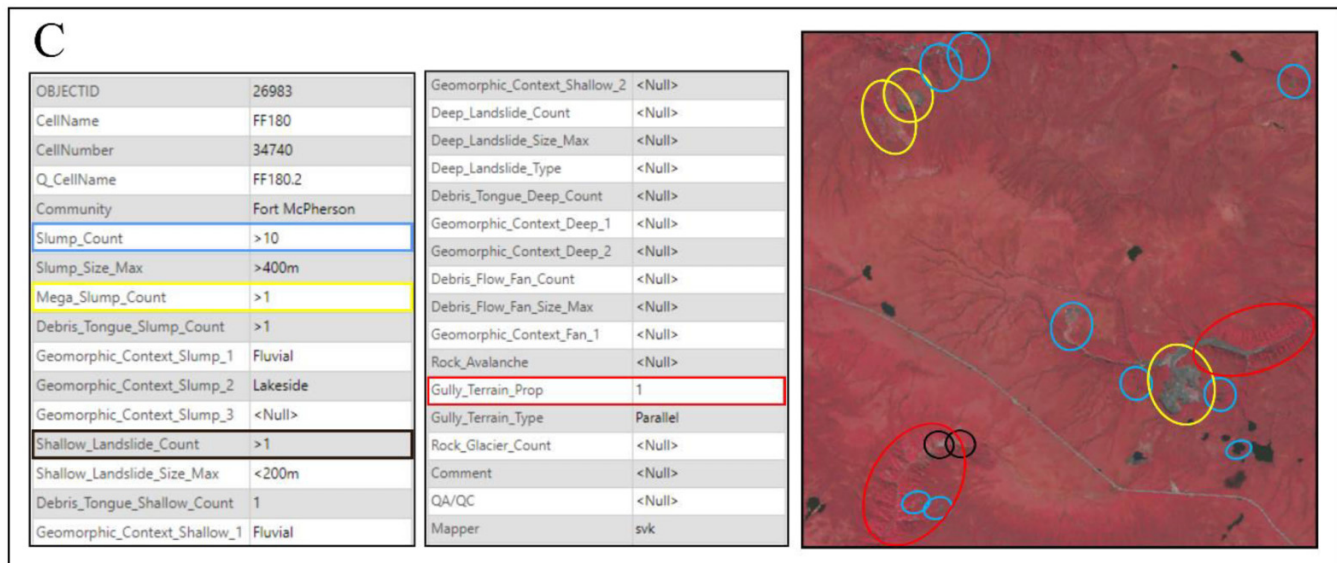 C
OBJECTID 26983
CellName FF180
CellNumber 34740
Q_CellName FF180.2
Community Fort McPherson
Slump_Count >10
Slump_Size_Max >400m
Mega_Slump_Count >1
Debris_Tongue_Slump_Count >1
Geomorphic_Context_Slump_1 Fluvial
Geomorphic_Context_Slump_2 Lakeside
Geomorphic_Context_Slump_3 <Null>
Shallow_Landslide_Count >1
Shallow_Landslide_Size_Max <200m
Debris_Tongue_Shallow_Count 1
Geomorphic_Context_Shallow_1 Fluvial
Geomorphic_Context_Shallow_2 <Null>
Deep_Landslide_Count <Null>
Deep_Landslide_Size_Max <Null>
Deep_Landslide_Type <Null>
Debris_Tongue_Deep_Count <Null>
Geomorphic_Context_Deep_1 <Null>
Geomorphic_Context_Deep_2 <Null>
Debris_Flow_Fan_Count <Null>
Debris_Flow_Fan_Size_Max <Null>
Geomorphic_Context_Fan_1 <Null>
Rock_Avalanche <Null>
Gully_Terrain_Prop 1
Gully_Terrain_Type Parallel
Rock_Glacier_Count <Null>
Comment <Null>
QA/QC <Null>
Mapper svk